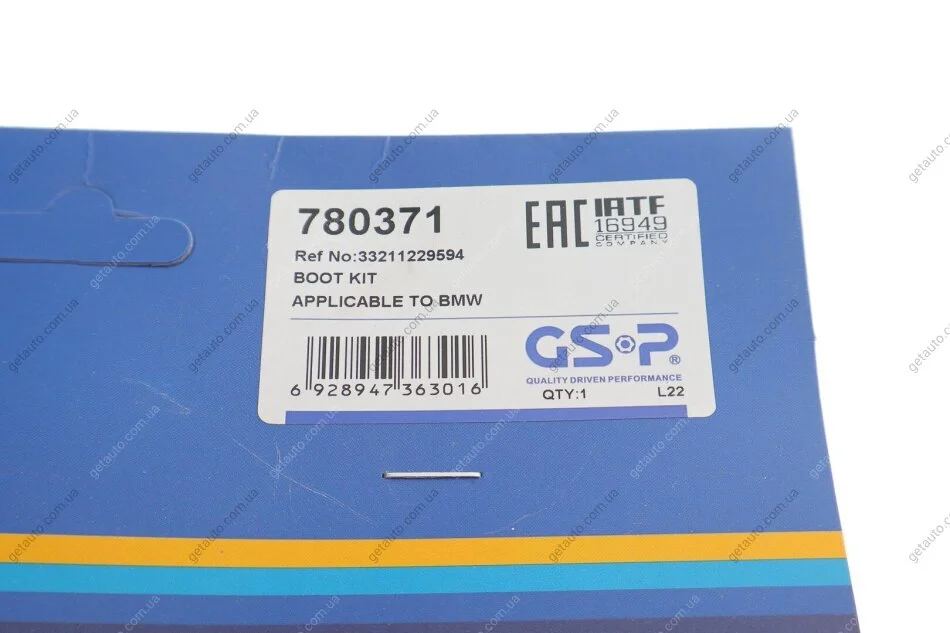 780371
EAC
IATF
16949
CERTIFIED
COMPANY
Ref No:33211229594
BOOT KIT
APPLICABLE TO BMW
GS•P®
QUALITY DRIVEN PERFORMANCE
6 928947 363016
QTY:1
L22
getauto.com.ua